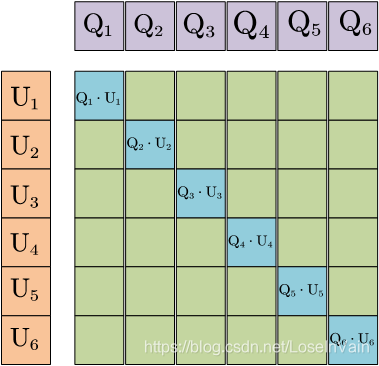 Q₁ Q₂ Q₃ Q₄ Q₅ Q₆
U₁ Q₁ · U₁
U₂ Q₂ · U₂
U₃ Q₃ · U₃
U₄ Q₄ · U₄
U₅ Q₅ · U₅
U₆ Q₆ · U₆
https://blog.csdn.net/LoseInVain